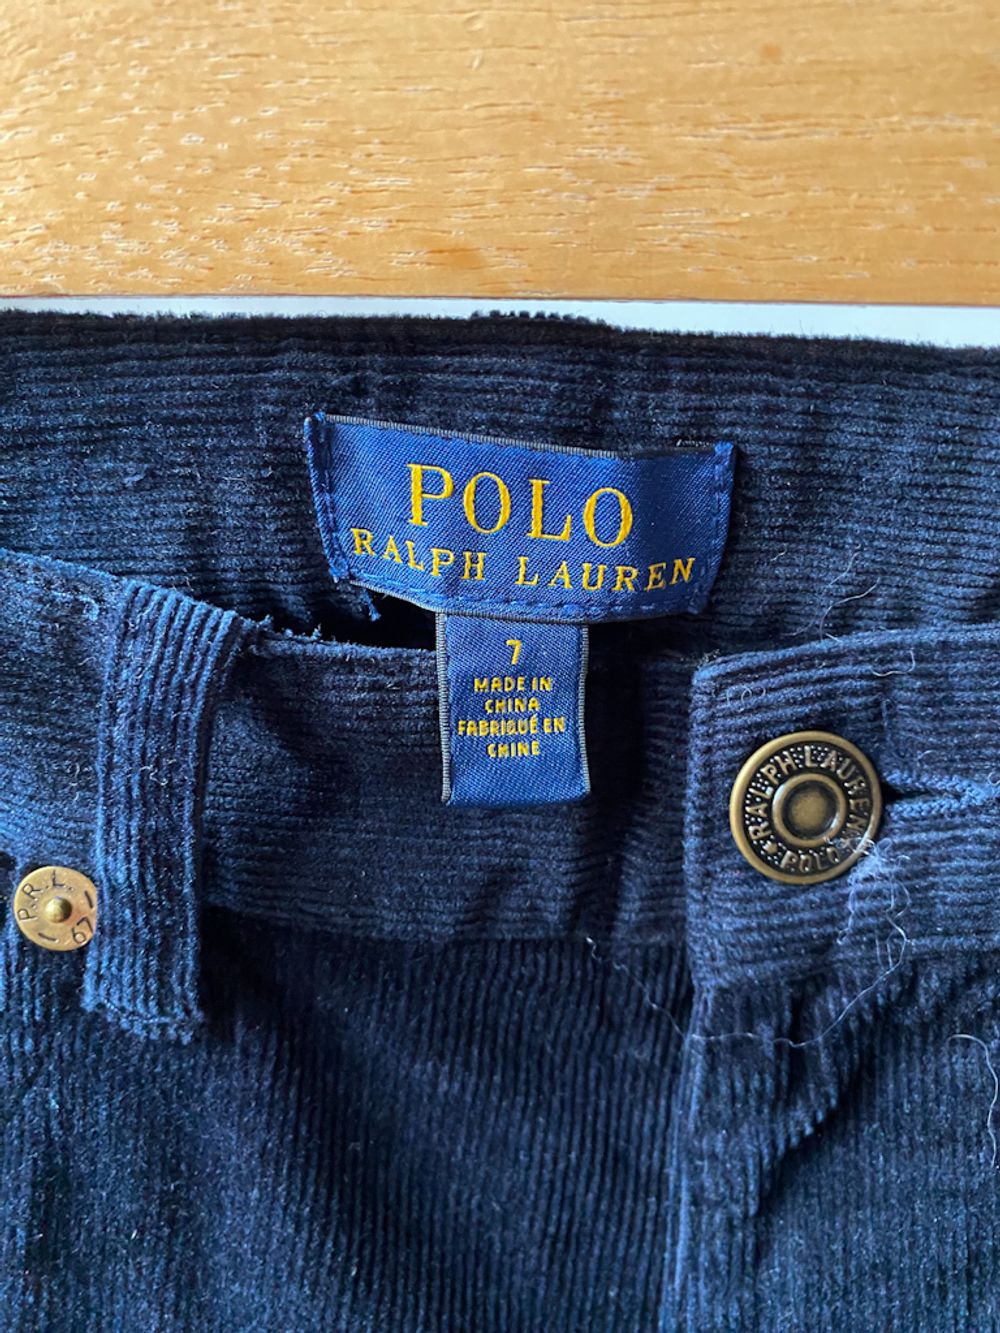 POLO
RALPH LAUREN
7
MADE IN
CHINA
FABRIQUÉ EN
CHINE
RALPH LAUREN
POLO
P.R.L.
67